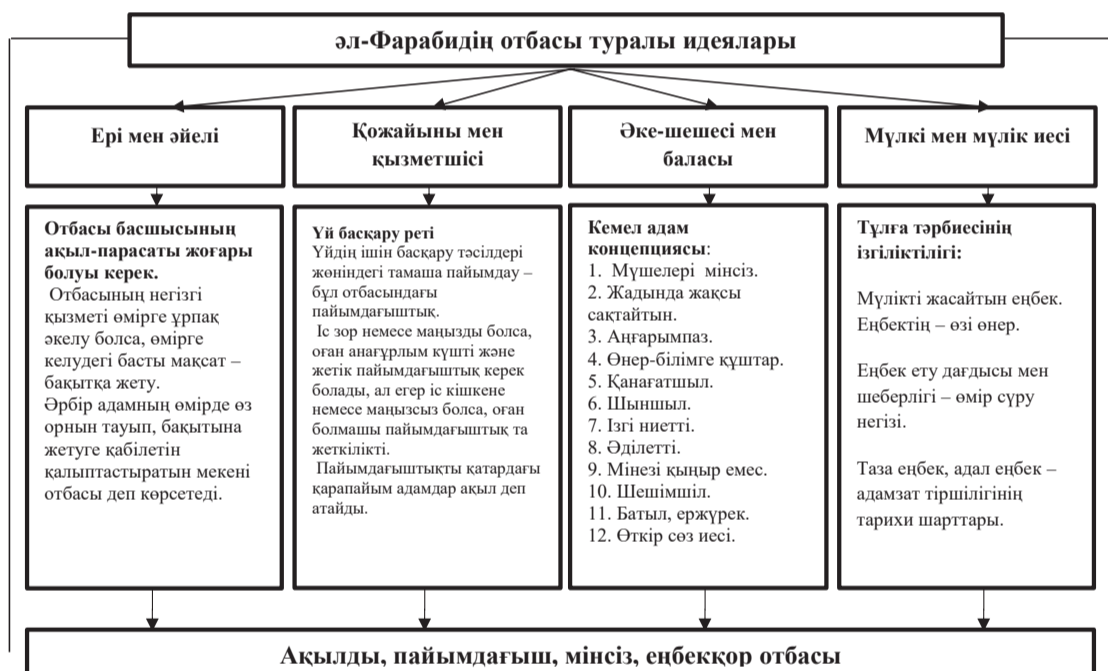 әл-Фарабидің отбасы туралы идеялары
Ері мен әйелі
Қожайыны мен
қызметшісі
Әке-шешесі мен
баласы
Мүлкі мен мүлік иесі
Отбасы басшысының
ақыл-парасаты жоғары
болуы керек.
Отбасының негізгі
қызметі өмірге ұрпақ
әкелу болса, өмірге
келудегі басты мақсат –
бақытқа жету.
Әрбір адамның өмірде өз
орнын тауып, бақытына
жетуге қабілетін
қалыптастыратын мекені
отбасы деп көрсетеді.
Үй басқару реті
Үйдің ішін басқару тәсілдері
жөніндегі тамаша пайымдау –
бұл отбасындағы
пайымдағыштық.
Іс зор немесе маңызды болса,
оған анағұрлым күшті және
жетік пайымдағыштық керек
болады, ал егер іс кішкене
немесе маңызсыз болса, оған
болмашы пайымдағыштық та
жеткілікті.
Пайымдағыштықты қатардағы
қарапайым адамдар ақыл деп
атайды.
Кемел адам
концепциясы:
1. Мүшелері мінсіз.
2. Жадында жақсы
сақтайтын.
3. Аңғарымпаз.
4. Өнер-білімге құштар.
5. Қанағатшыл.
6. Шыншыл.
7. Ізгі ниетті.
8. Әділетті.
9. Мінезі қыңыр емес.
10. Шешімшіл.
11. Батыл, ержүрек.
12. Өткір сөз иесі.
Тұлға тәрбиесінің
ізгіліктілігі:
Мүлікті жасайтын еңбек.
Еңбектің – өзі өнер.
Еңбек ету дағдысы мен
шеберлігі – өмір сүру
негізі.
Таза еңбек, адал еңбек –
адамзат тіршілігінің
тарихи шарттары.
Ақылды, пайымдағыш, мінсіз, еңбекқор отбасы